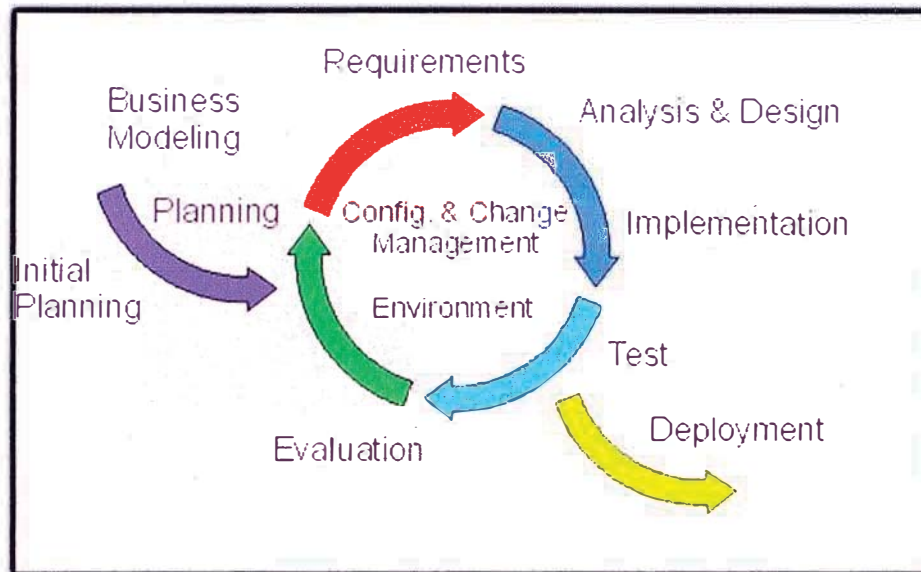 Requirements
Business
Modeling
Analysis & Design
Planning
Config. & Change
Management
Implementation
Initial
Planning
Environment
Test
Evaluation
Deployment